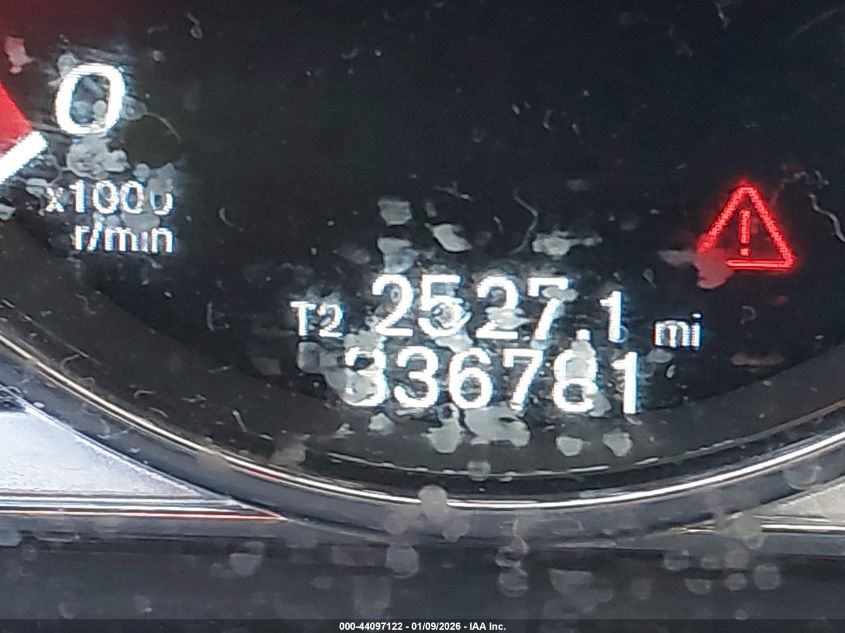 0
x1000
r/min
!
T2 2527.1 mi
336781
000-44097122 - 01/09/2026 - IAA Inc.